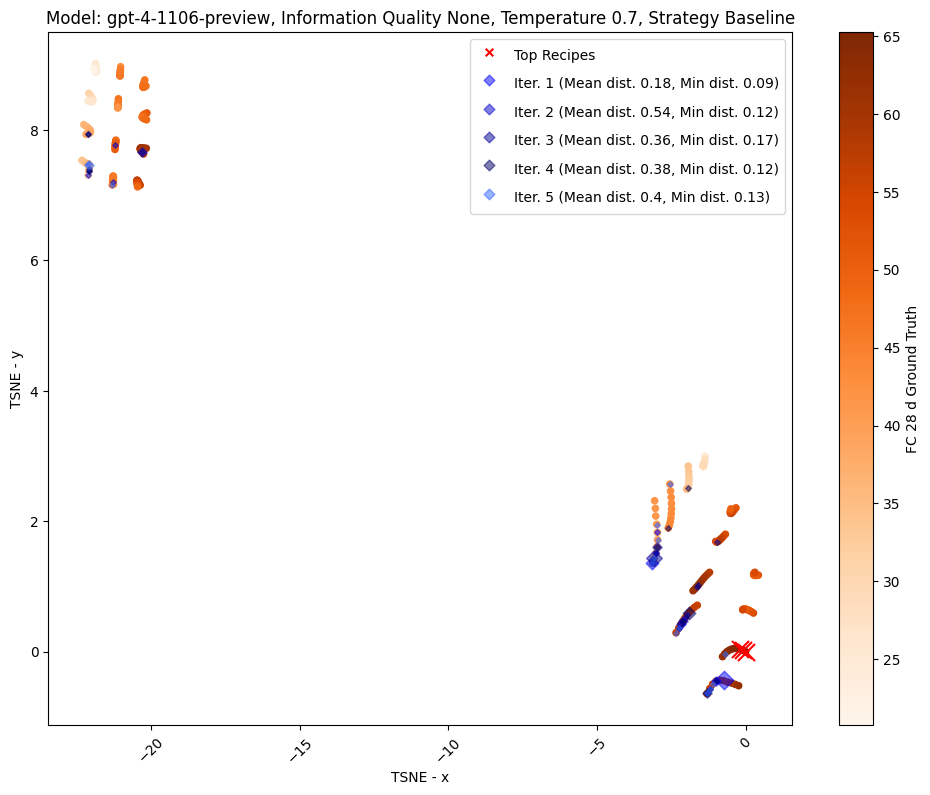 Model: gpt-4-1106-preview, Information Quality None, Temperature 0.7, Strategy Baseline
Top Recipes
Iter. 1 (Mean dist. 0.18, Min dist. 0.09)
Iter. 2 (Mean dist. 0.54, Min dist. 0.12)
Iter. 3 (Mean dist. 0.36, Min dist. 0.17)
Iter. 4 (Mean dist. 0.38, Min dist. 0.12)
Iter. 5 (Mean dist. 0.4, Min dist. 0.13)
8
6
4
2
0
TSNE - y
−20
−15
−10
−5
0
TSNE - x
65
60
55
50
45
40
35
30
25
FC 28 d Ground Truth